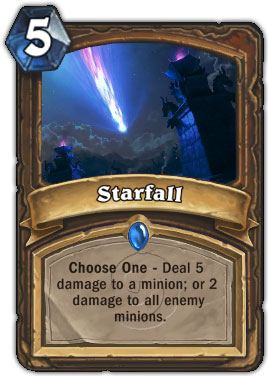 5
Starfall
Choose One - Deal 5
damage to a minion; or 2
damage to all enemy
minions.